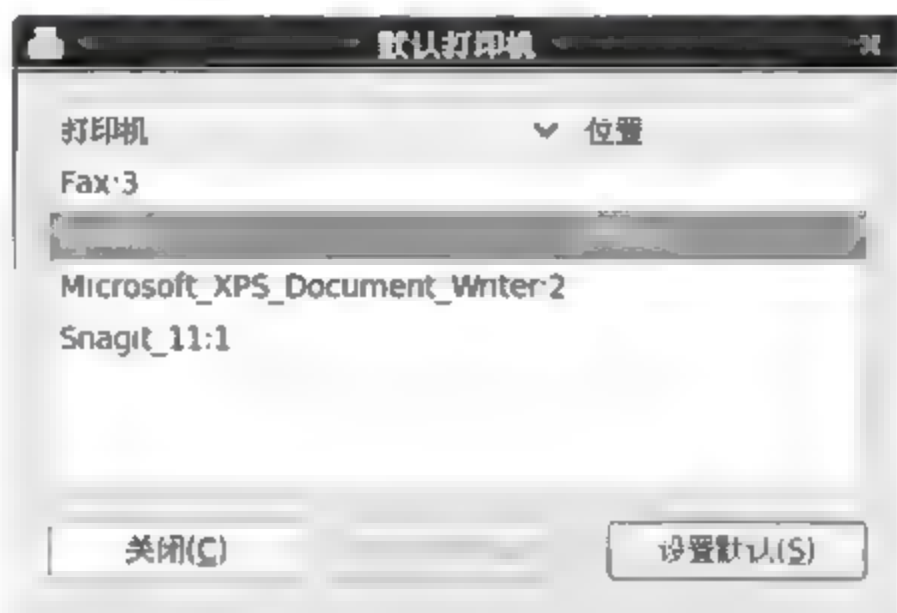 默认打印机
打印机 位置
Fax:3
Microsoft_XPS_Document_Writer:2
Snagit_11:1
关闭(C) 设置默认(S)